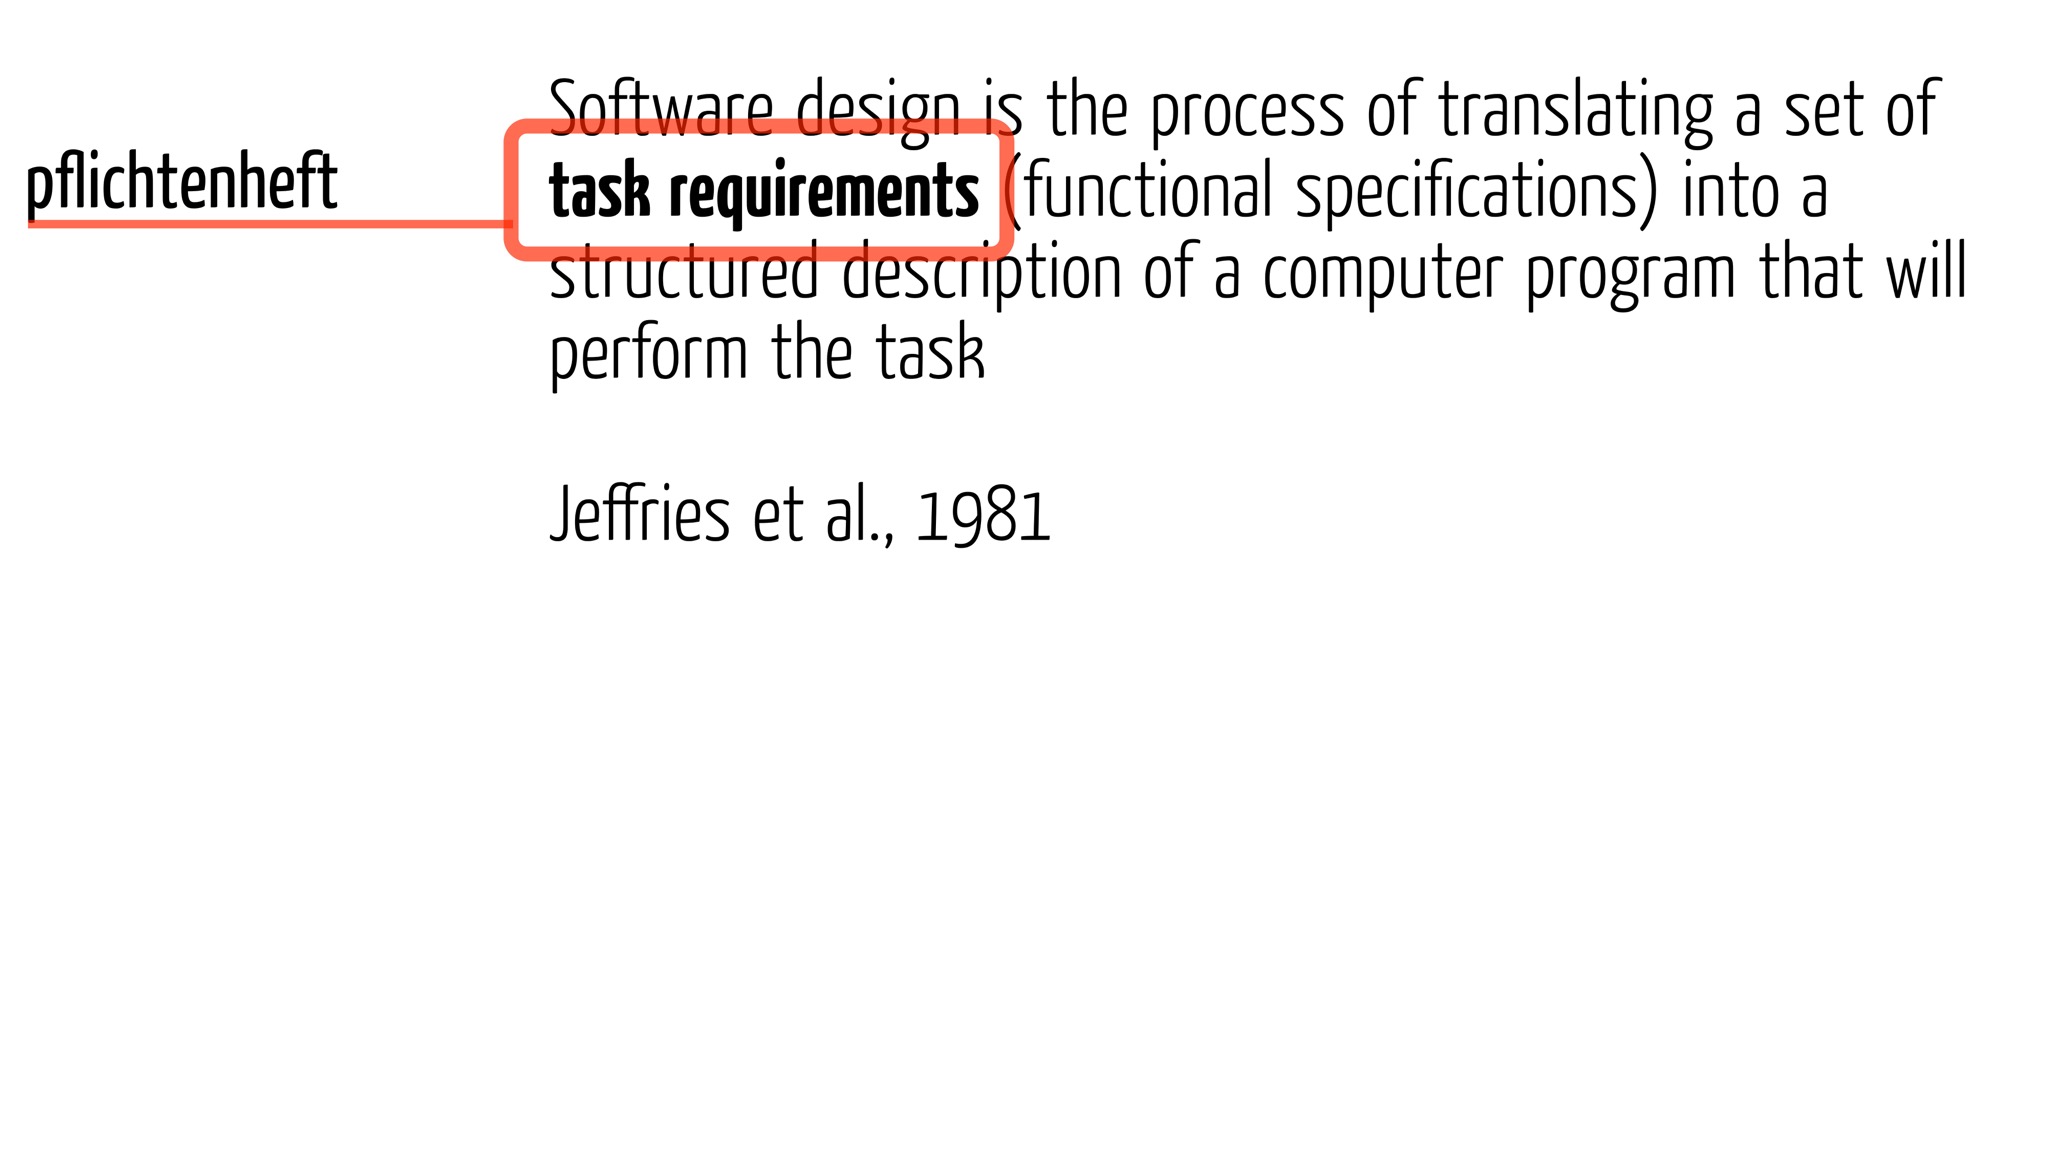 pflichtenheft
Software design is the process of translating a set of
task requirements (functional specifications) into a
structured description of a computer program that will
perform the task
Jeffries et al., 1981